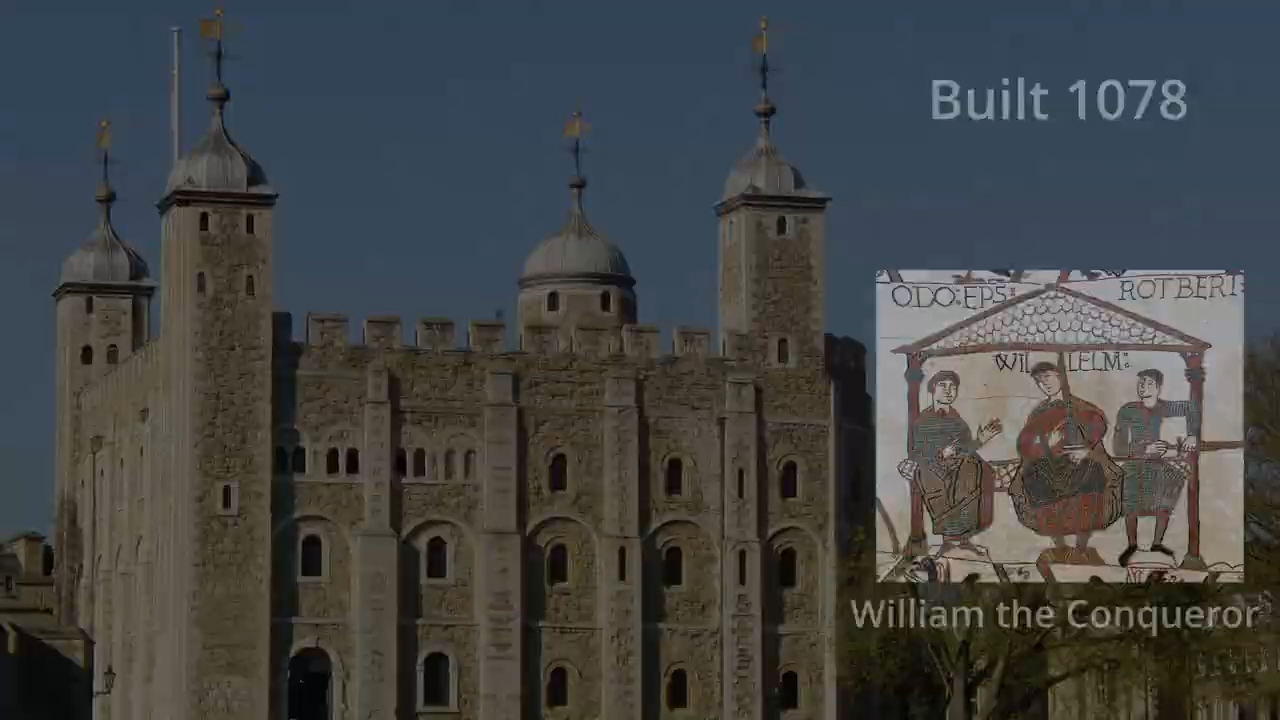 Built 1078
ODO:EPS:
ROTBERT:
WILLELM:
William the Conqueror